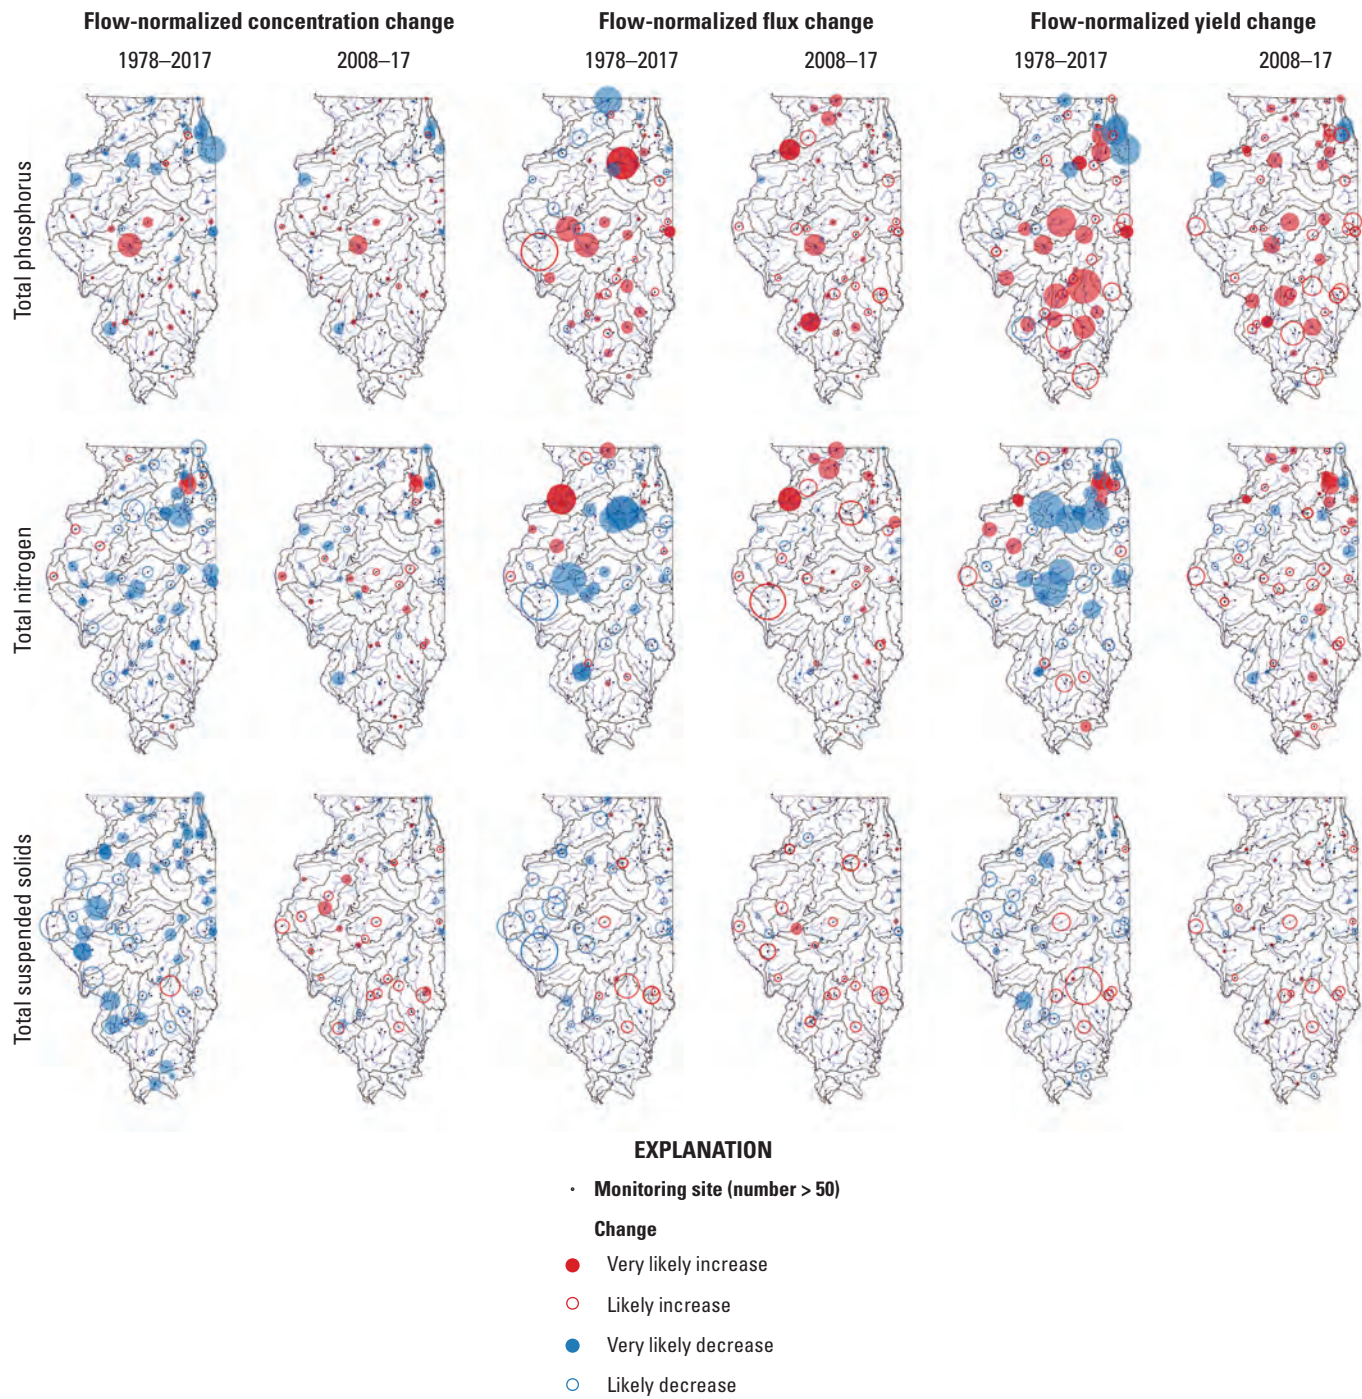 Flow-normalized concentration change
Flow-normalized flux change
Flow-normalized yield change
1978–2017
2008–17
1978–2017
2008–17
1978–2017
2008–17
Total phosphorus
Total nitrogen
Total suspended solids
EXPLANATION
Monitoring site (number > 50)
Change
Very likely increase
Likely increase
Very likely decrease
Likely decrease